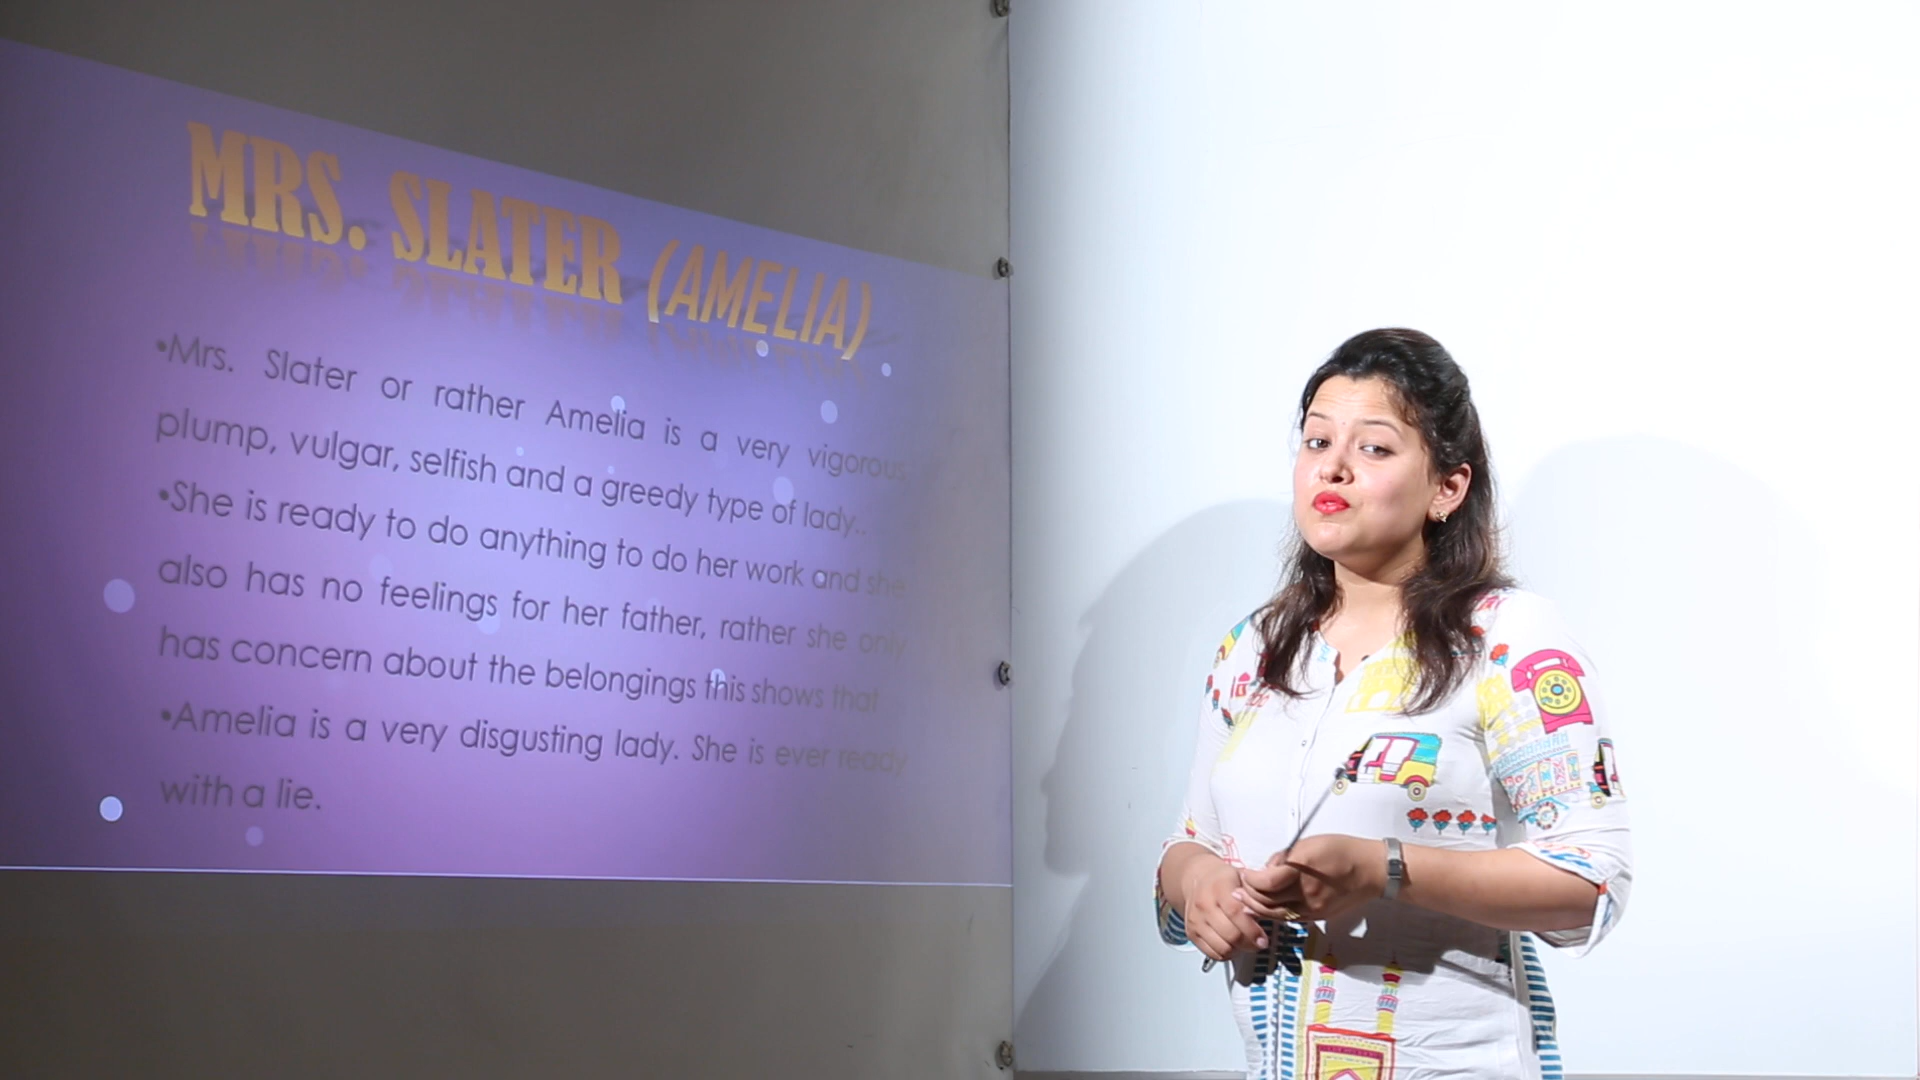 MRS. SLATER (AMELIA)
•Mrs. Slater or rather Amelia is a very vigorous,
plump, vulgar, selfish and a greedy type of lady..
•She is ready to do anything to do her work and she
also has no feelings for her father, rather she only
has concern about the belongings this shows that
•Amelia is a very disgusting lady. She is ever ready
with a lie.